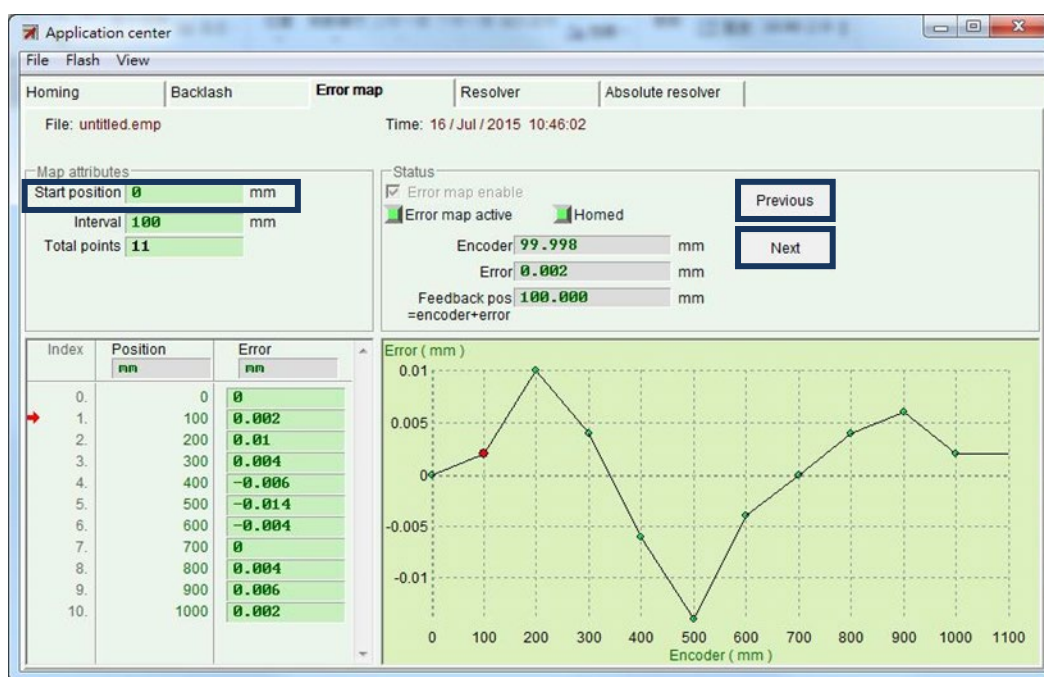 Application center
File Flash View
Homing Backlash Error map Resolver Absolute resolver
File: untitled.emp Time: 16 / Jul / 2015 10:46:02
Map attributes
Start position 0 mm
Interval 100 mm
Total points 11
Status
Error map enable
Error map active Homed
Encoder 99.998 mm
Error 0.002 mm
Feedback pos 100.000 mm
=encoder+error
Previous
Next
Index Position Error
mm mm
0. 0 0
1. 100 0.002
2. 200 0.01
3. 300 0.004
4. 400 -0.006
5. 500 -0.014
6. 600 -0.004
7. 700 0
8. 800 0.004
9. 900 0.006
10. 1000 0.002
Error ( mm )
0.01
0.005
0
-0.005
-0.01
0 100 200 300 400 500 600 700 800 900 1000 1100
Encoder ( mm )